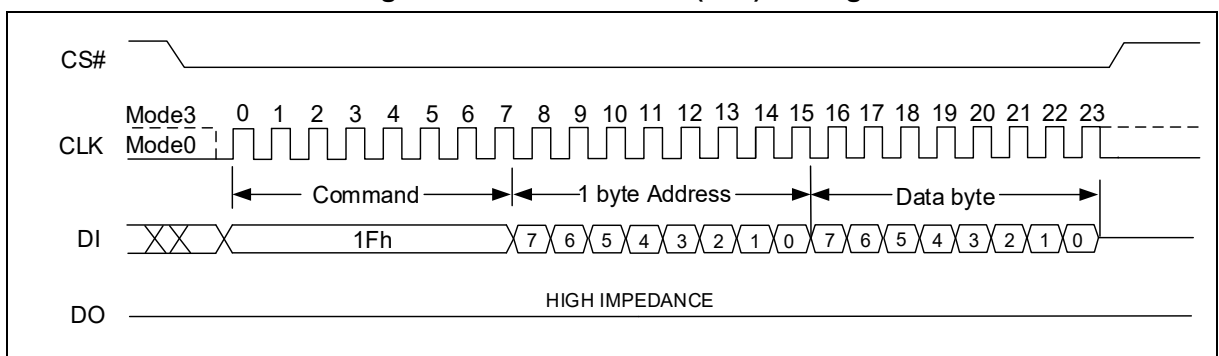 CS#
Mode3 0 1 2 3 4 5 6 7 8 9 10 11 12 13 14 15 16 17 18 19 20 21 22 23
CLK Mode0
Command 1 byte Address Data byte
DI 1Fh 7 6 5 4 3 2 1 0 7 6 5 4 3 2 1 0
HIGH IMPEDANCE
DO